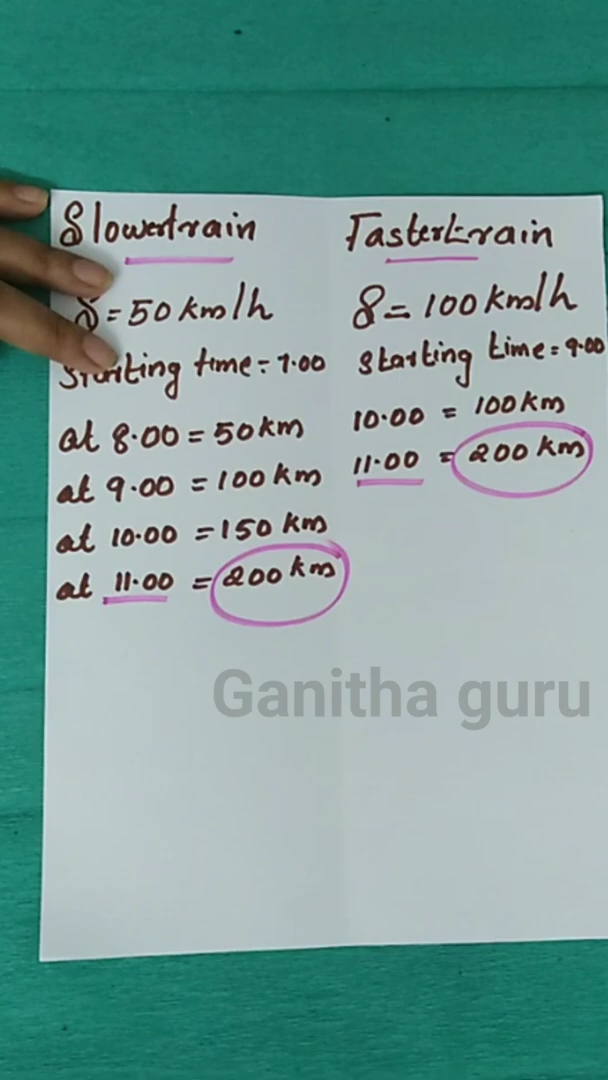 Slowertrain
S = 50 km/h
Starting time = 7.00
at 8.00 = 50 km
at 9.00 = 100 km
at 10.00 = 150 km
at 11.00 = 200 km
Fastertrain
S = 100 km/h
Starting time = 9.00
10.00 = 100 km
11.00 = 200 km
Ganitha guru